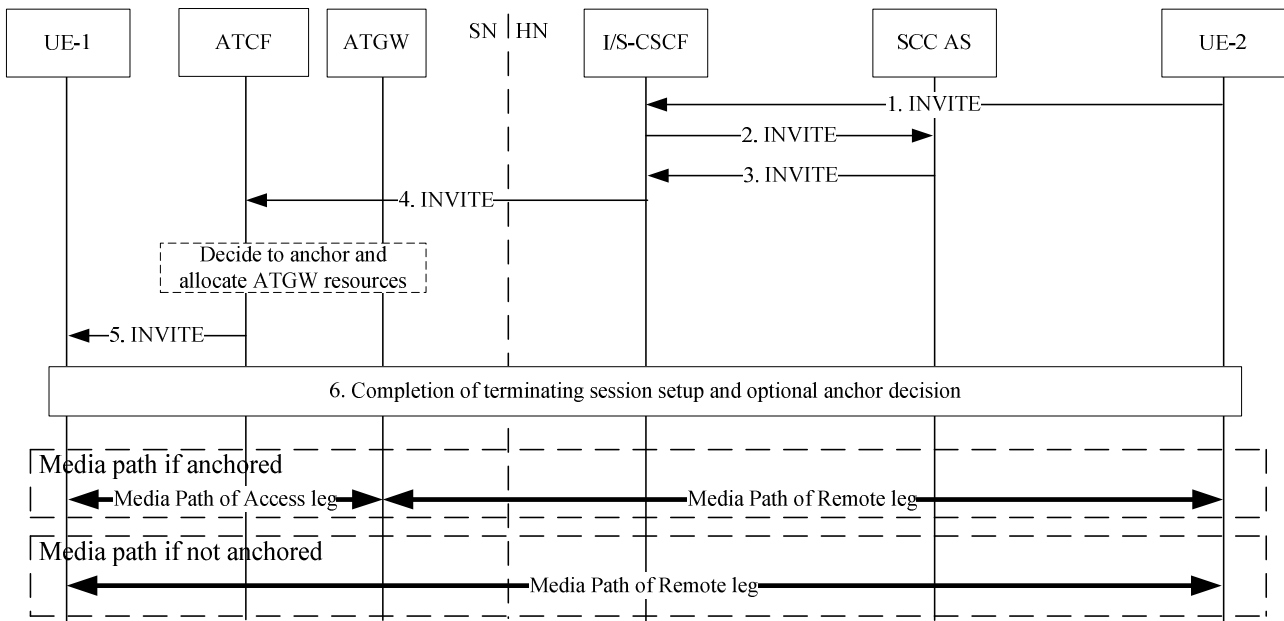 UE-1
ATCF
ATGW
SN
HN
I/S-CSCF
SCC AS
UE-2
1. INVITE
2. INVITE
3. INVITE
4. INVITE
Decide to anchor and
allocate ATGW resources
5. INVITE
6. Completion of terminating session setup and optional anchor decision
Media path if anchored
Media Path of Access leg
Media Path of Remote leg
Media path if not anchored
Media Path of Remote leg